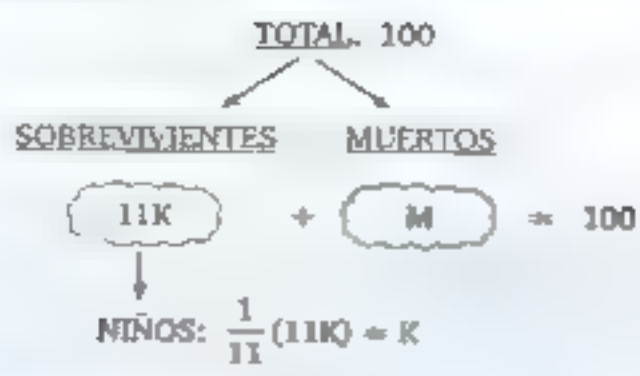 TOTAL. 100
SOBREVIVIENTES MUERTOS
11K + M = 100
NIÑOS: 1/11 (11K) = K